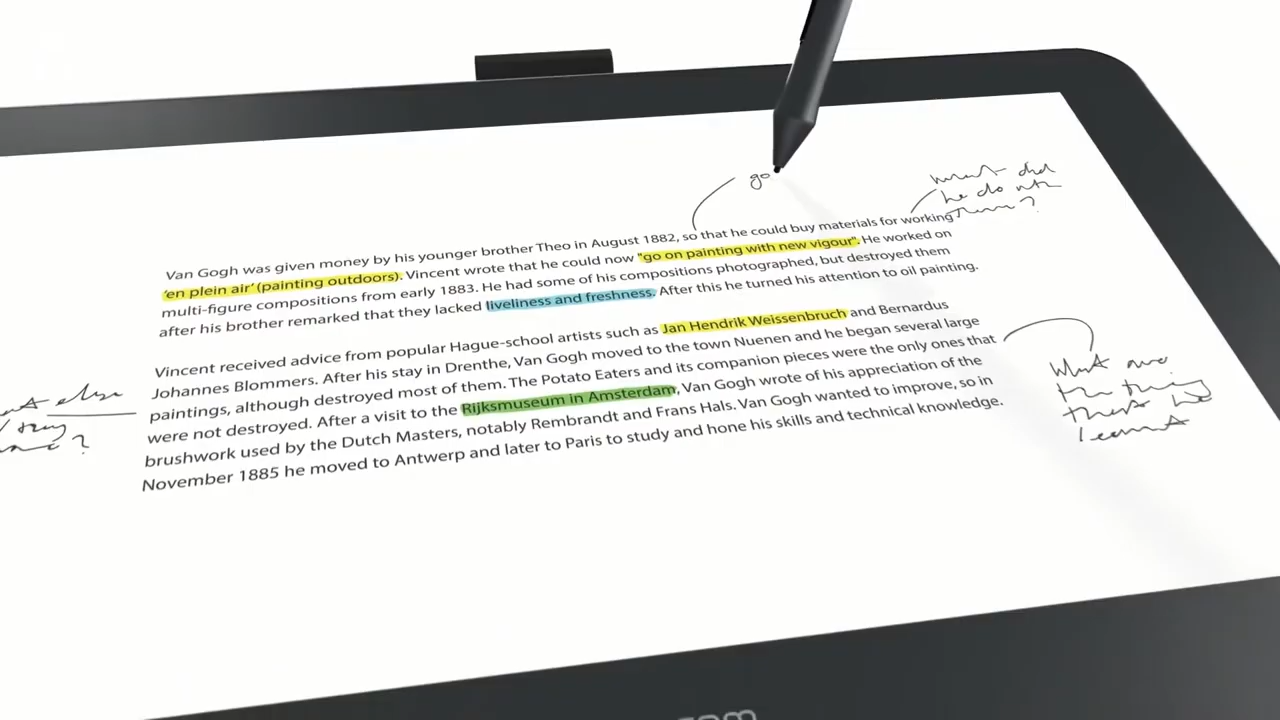 go
what did
he do with
them?
Van Gogh was given money by his younger brother Theo in August 1882, so that he could buy materials for working
'en plein air' (painting outdoors). Vincent wrote that he could now "go on painting with new vigour". He worked on
multi-figure compositions from early 1883. He had some of his compositions photographed, but destroyed them
after his brother remarked that they lacked liveliness and freshness. After this he turned his attention to oil painting.
Vincent received advice from popular Hague-school artists such as Jan Hendrik Weissenbruch and Bernardus
Johannes Blommers. After his stay in Drenthe, Van Gogh moved to the town Nuenen and he began several large
paintings, although destroyed most of them. The Potato Eaters and its companion pieces were the only ones that
were not destroyed. After a visit to the Rijksmuseum in Amsterdam, Van Gogh wrote of his appreciation of the
brushwork used by the Dutch Masters, notably Rembrandt and Frans Hals. Van Gogh wanted to improve, so in
November 1885 he moved to Antwerp and later to Paris to study and hone his skills and technical knowledge.
else
What are
the things
that he
learnt